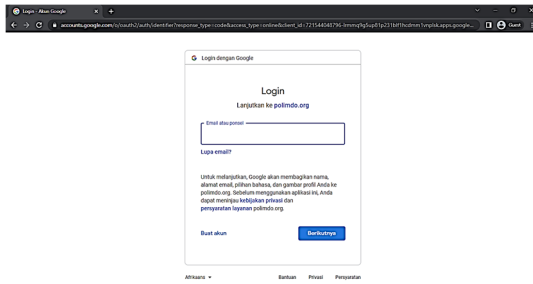 Login - Akun Google
accounts.google.com/o/oauth2/auth/identifier?response_type=code&access_type=online&client_id=
Guest
Login dengan Google
Login
Lanjutkan ke polimdo.org
Email atau ponsel
Lupa email?
Untuk melanjutkan, Google akan membagikan nama,
alamat email, pilihan bahasa, dan gambar profil Anda ke
polimdo.org. Sebelum menggunakan aplikasi ini, Anda
dapat meninjau kebijakan privasi dan
persyaratan layanan polimdo.org.
Buat akun
Berikutnya
Afrikaans
Bantuan
Privasi
Persyaratan